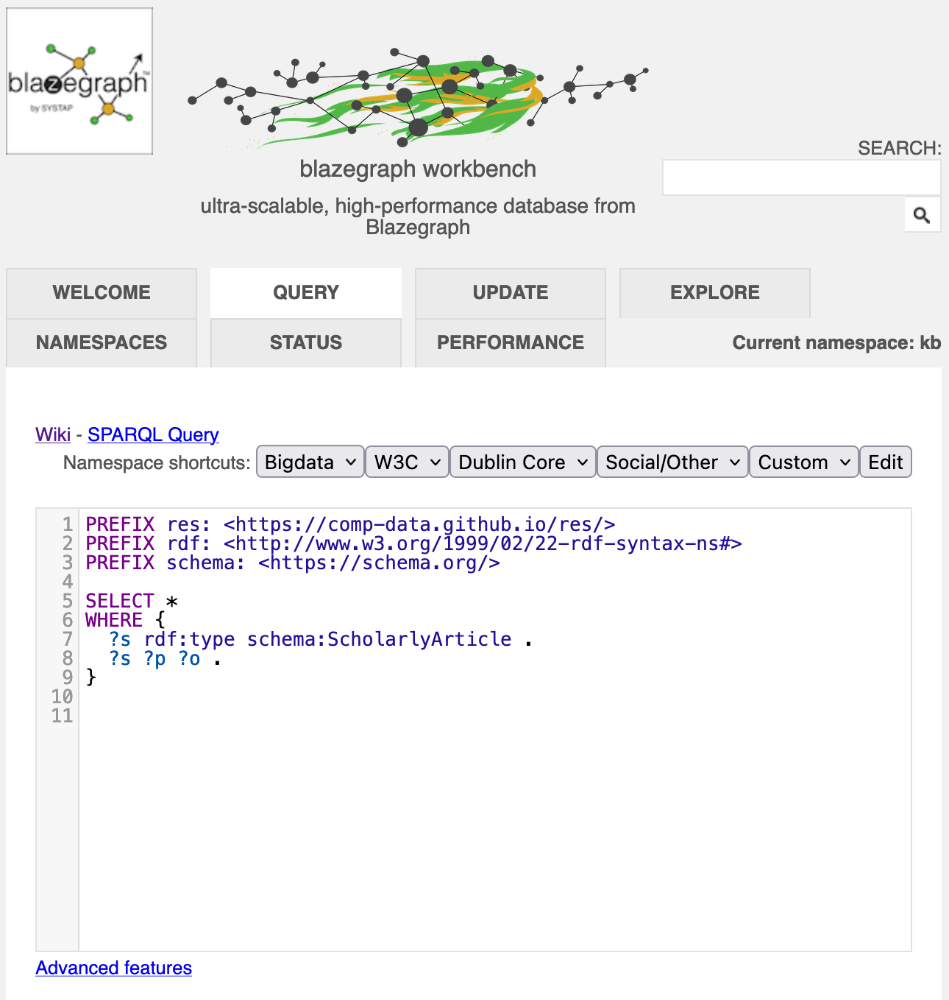 blazegraph™
by SYSTAP
blazegraph workbench
ultra-scalable, high-performance database from
Blazegraph
SEARCH:
WELCOME QUERY UPDATE EXPLORE
NAMESPACES STATUS PERFORMANCE Current namespace: kb
Wiki - SPARQL Query
Namespace shortcuts: Bigdata W3C Dublin Core Social/Other Custom Edit
1 PREFIX res: <https://comp-data.github.io/res/>
2 PREFIX rdf: <http://www.w3.org/1999/02/22-rdf-syntax-ns#>
3 PREFIX schema: <https://schema.org/>
4
5 SELECT *
6 WHERE {
7   ?s rdf:type schema:ScholarlyArticle .
8   ?s ?p ?o .
9 }
10
11
Advanced features